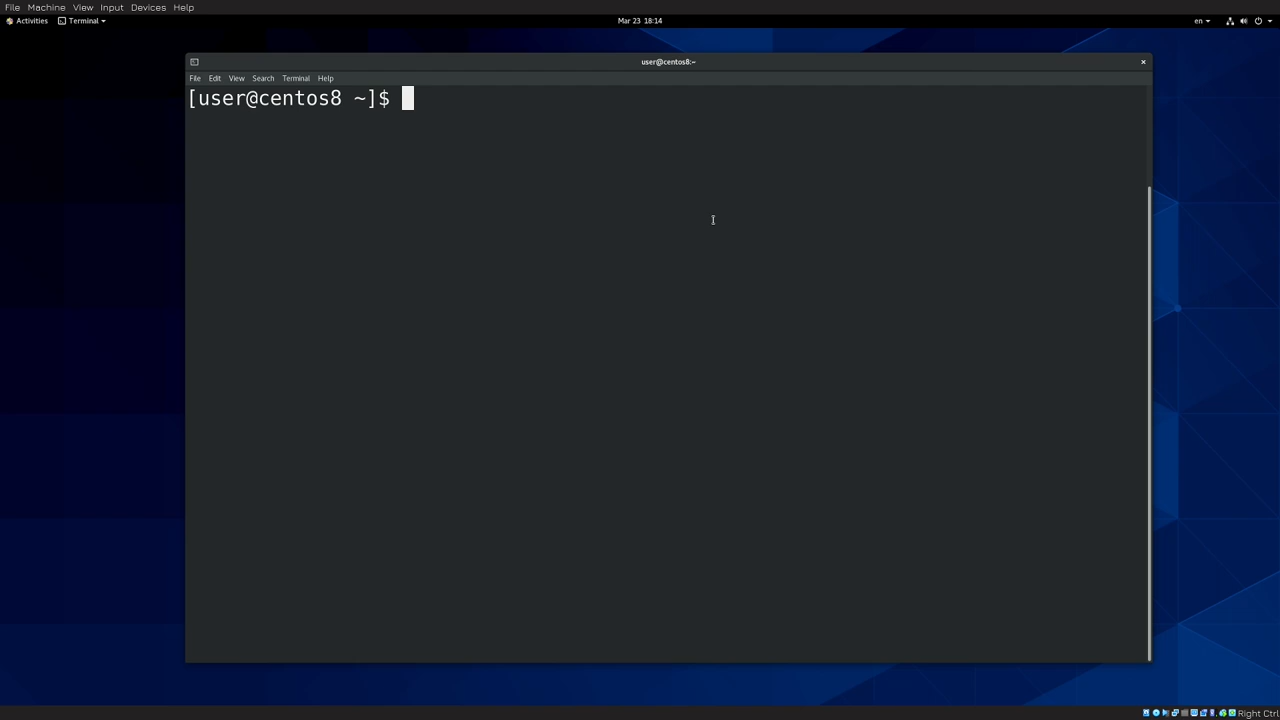 File Machine View Input Devices Help
Activities Terminal Mar 23 18:14 en
user@centos8:~
File Edit View Search Terminal Help
[user@centos8 ~]$
Right Ctrl